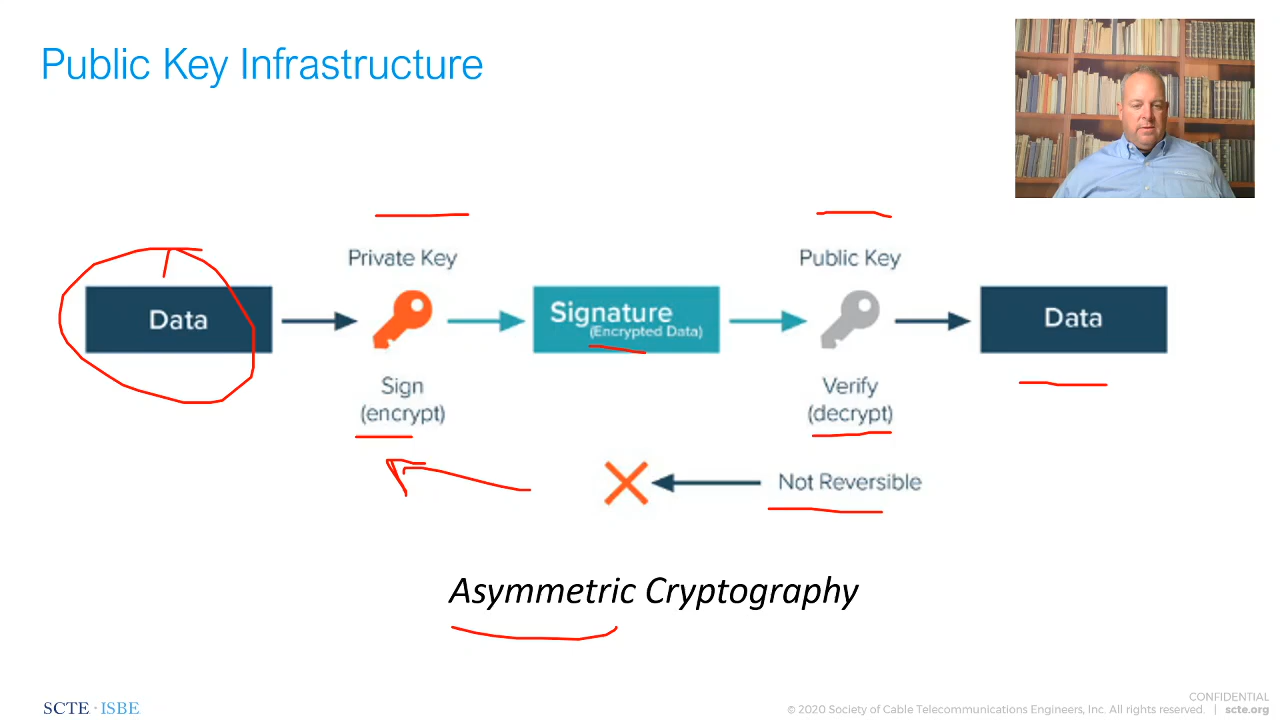 Public Key Infrastructure
Private Key
Public Key
Data
Signature
(Encrypted Data)
Data
Sign
(encrypt)
Verify
(decrypt)
Not Reversible
Asymmetric Cryptography
SCTE · ISBE
CONFIDENTIAL
© 2020 Society of Cable Telecommunications Engineers, Inc. All rights reserved. | scte.org